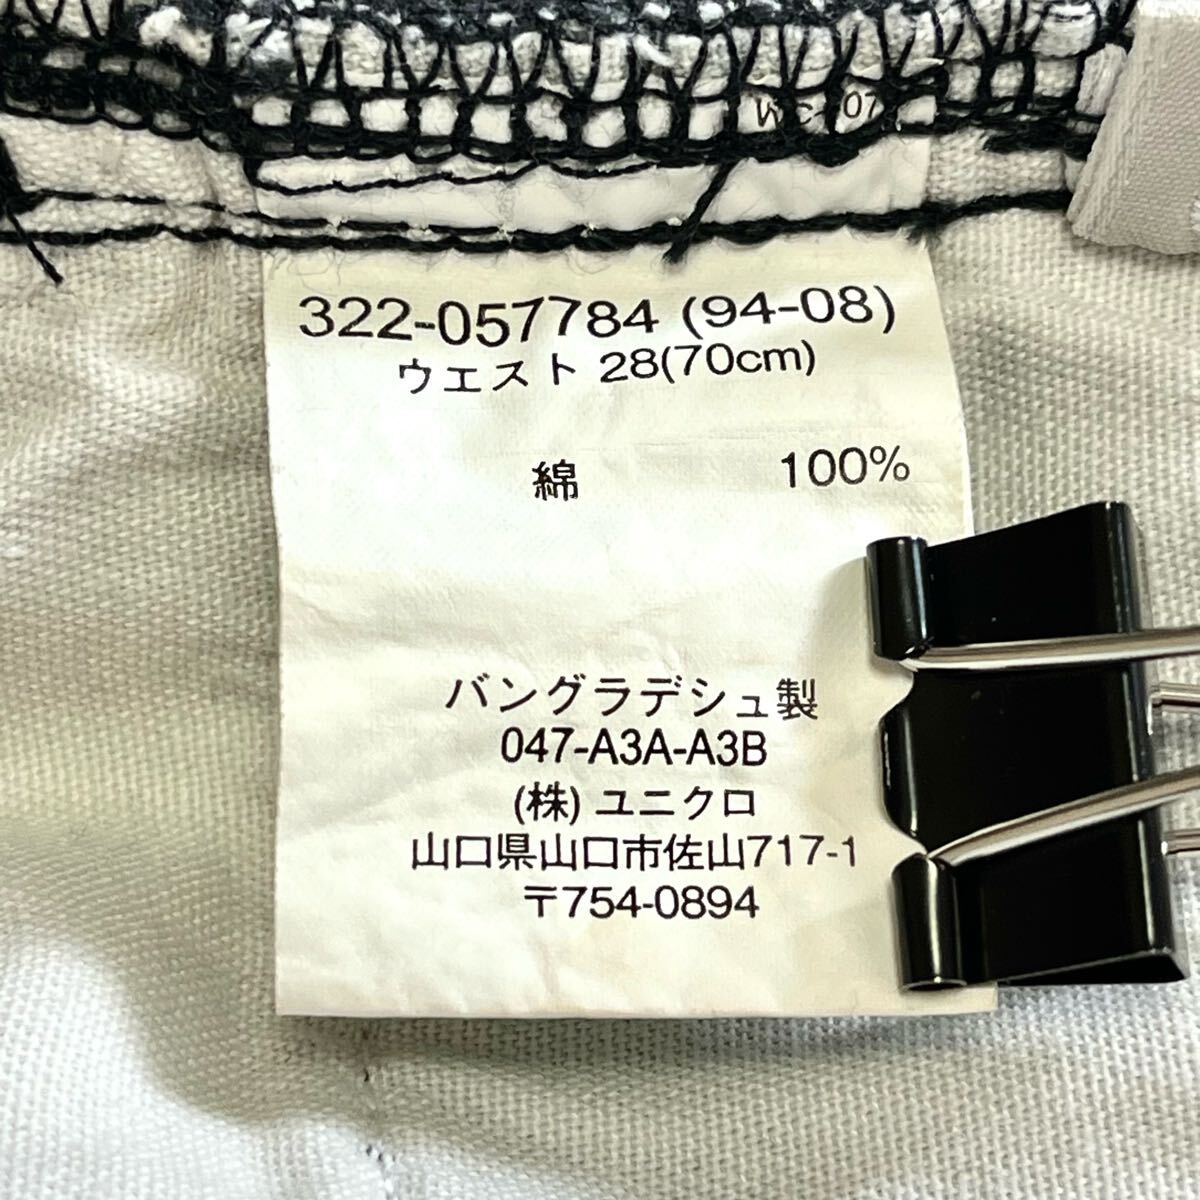 322-057784 (94-08)
ウエスト 28(70cm)
綿 100%
バングラデシュ製
047-A3A-A3B
(株) ユニクロ
山口県山口市佐山717-1
〒754-0894